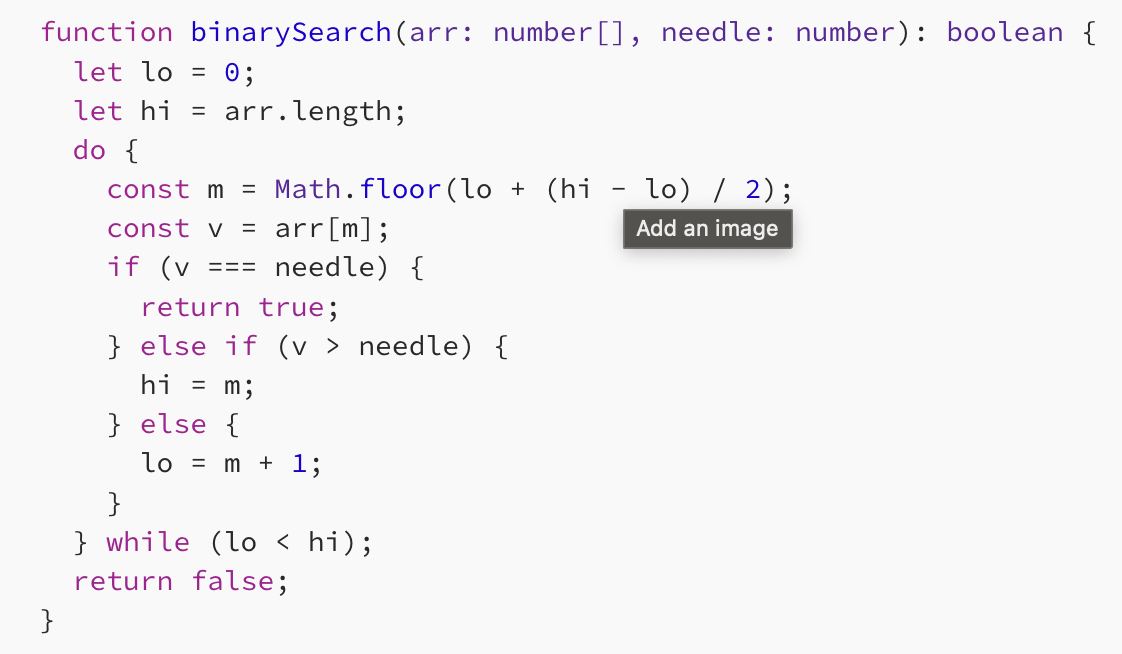 function binarySearch(arr: number[], needle: number): boolean {
  let lo = 0;
  let hi = arr.length;
  do {
    const m = Math.floor(lo + (hi - lo) / 2);
    const v = arr[m];
Add an image
    if (v === needle) {
      return true;
    } else if (v > needle) {
      hi = m;
    } else {
      lo = m + 1;
    }
  } while (lo < hi);
  return false;
}